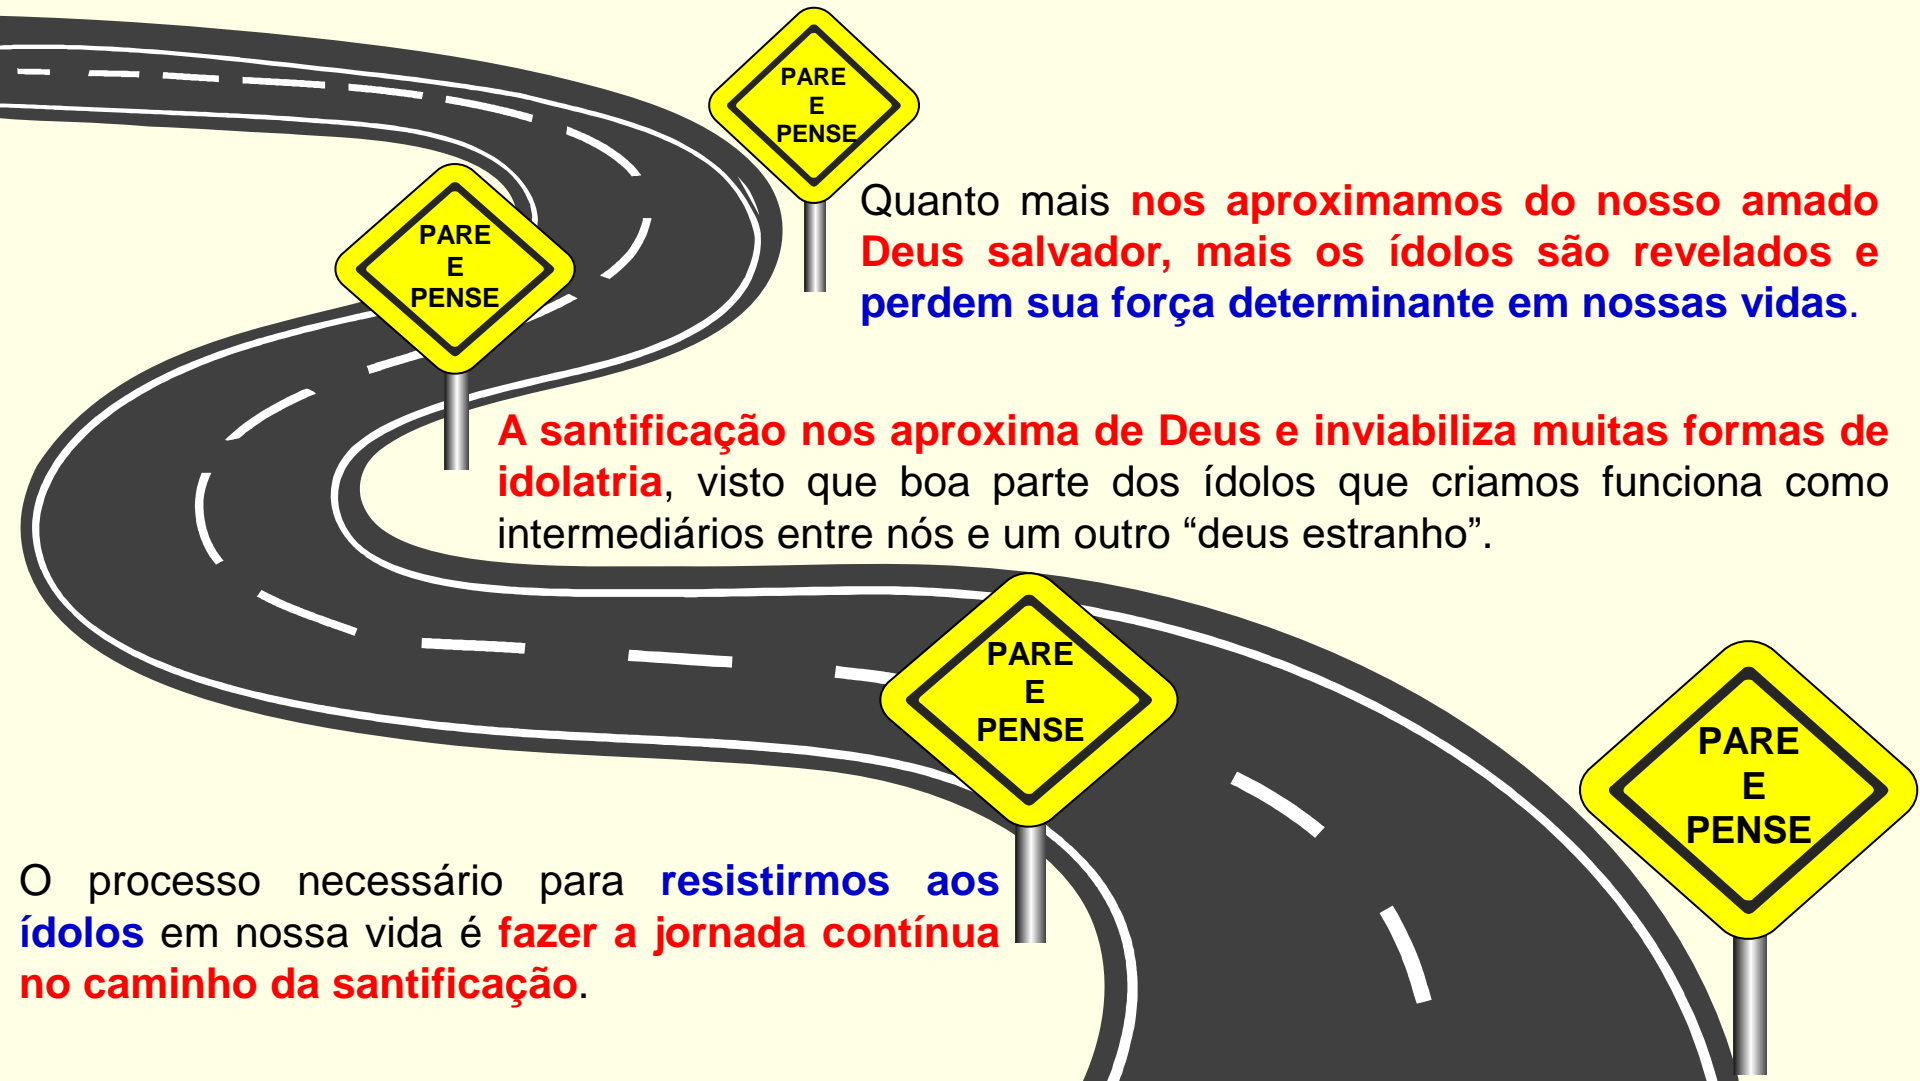 PARE
E
PENSE
Quanto mais nos aproximamos do nosso amado
Deus salvador, mais os ídolos são revelados e
perdem sua força determinante em nossas vidas.
PARE
E
PENSE
A santificação nos aproxima de Deus e inviabiliza muitas formas de
idolatria, visto que boa parte dos ídolos que criamos funciona como
intermediários entre nós e um outro “deus estranho”.
PARE
E
PENSE
PARE
E
PENSE
O processo necessário para resistirmos aos
ídolos em nossa vida é fazer a jornada contínua
no caminho da santificação.